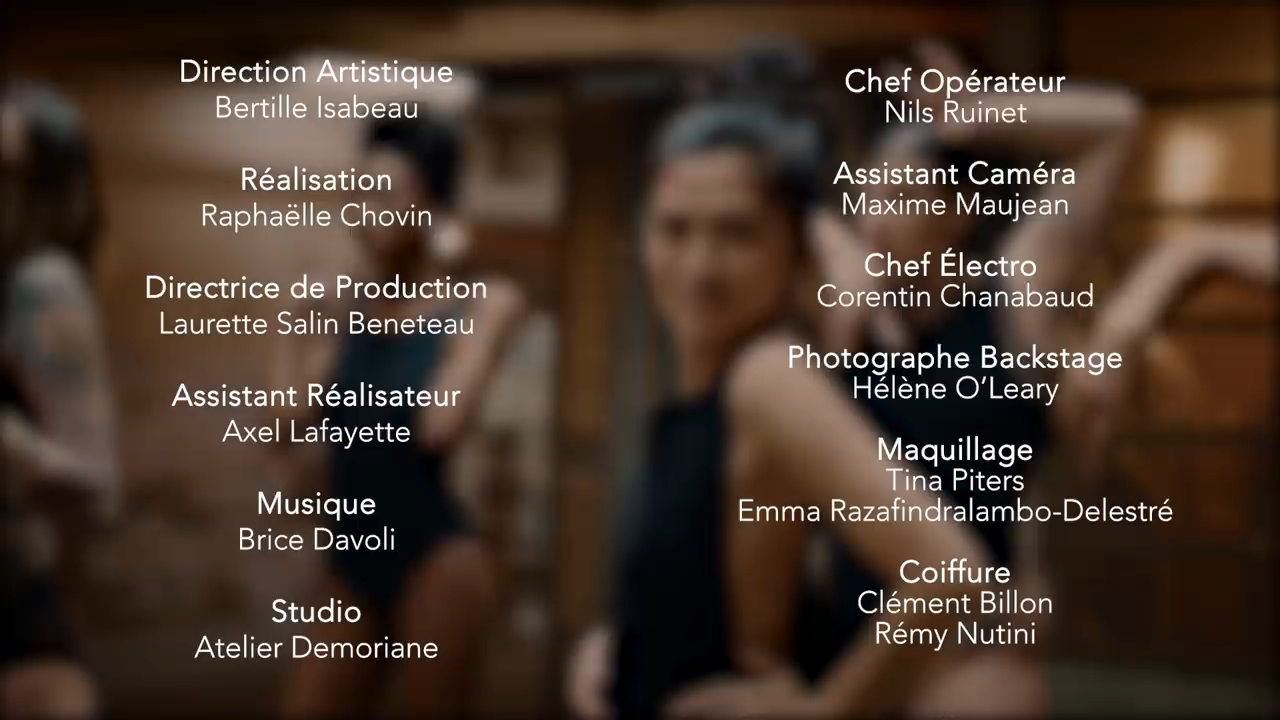 Direction Artistique
Bertille Isabeau
Réalisation
Raphaëlle Chovin
Directrice de Production
Laurette Salin Beneteau
Assistant Réalisateur
Axel Lafayette
Musique
Brice Davoli
Studio
Atelier Demoriane
Chef Opérateur
Nils Ruinet
Assistant Caméra
Maxime Maujean
Chef Électro
Corentin Chanabaud
Photographe Backstage
Hélène O’Leary
Maquillage
Tina Piters
Emma Razafindralambo-Delestré
Coiffure
Clément Billon
Rémy Nutini